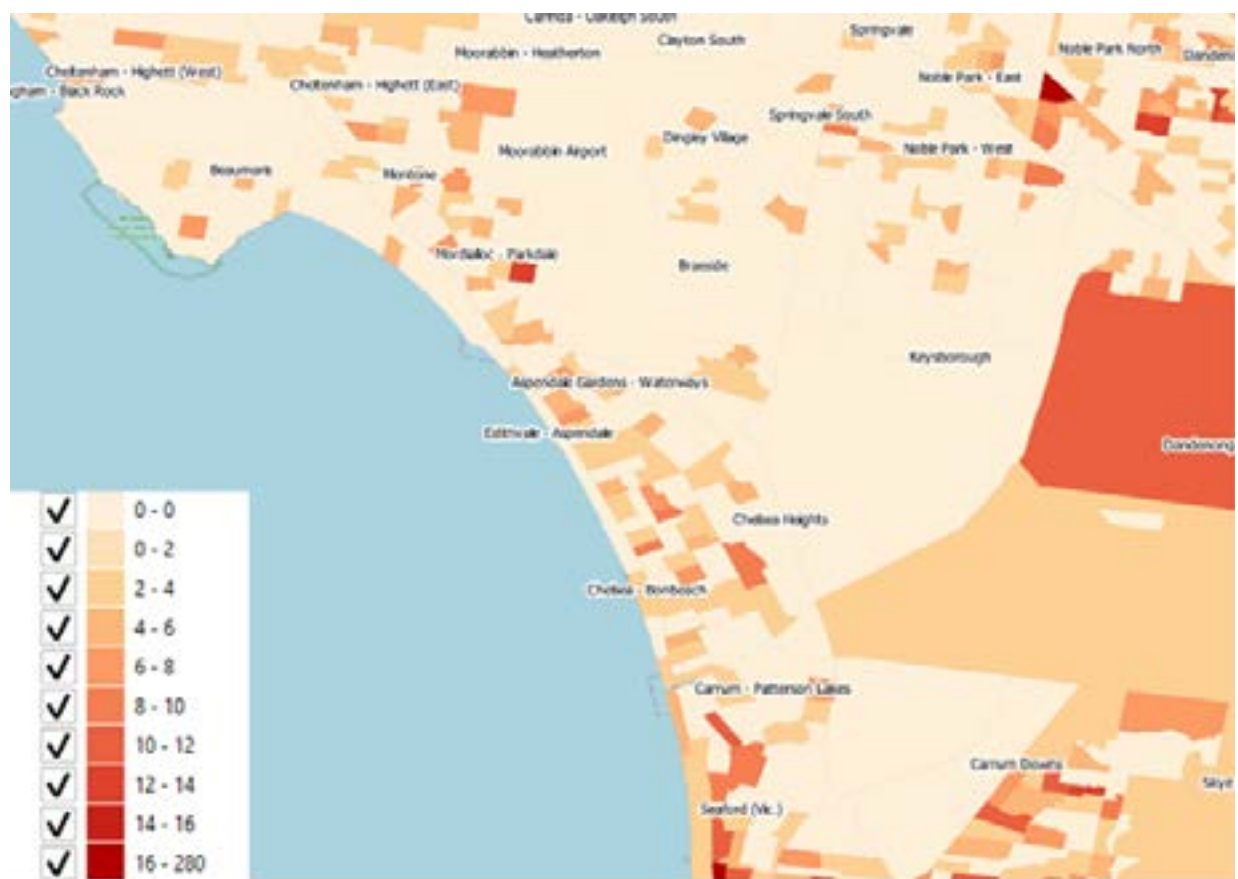 Carrum - Oakleigh South
Clayton South
Springvale
Moorabbin - Heatherton
Noble Park North
Dandenong
Cheltenham - Highett (West)
Cheltenham - Highett (East)
Noble Park - East
gham - Black Rock
Springvale South
Dingley Village
Moorabbin Airport
Noble Park - West
Beaumaris
Mentone
Mordialloc - Parkdale
Braeside
Keysborough
Aspendale Gardens - Waterways
Edithvale - Aspendale
Dandenong
Chelsea Heights
Chelsea - Bonbeach
Carrum - Patterson Lakes
Carrum Downs
Skye
Seaford (Vic.)
0 - 0
0 - 2
2 - 4
4 - 6
6 - 8
8 - 10
10 - 12
12 - 14
14 - 16
16 - 280